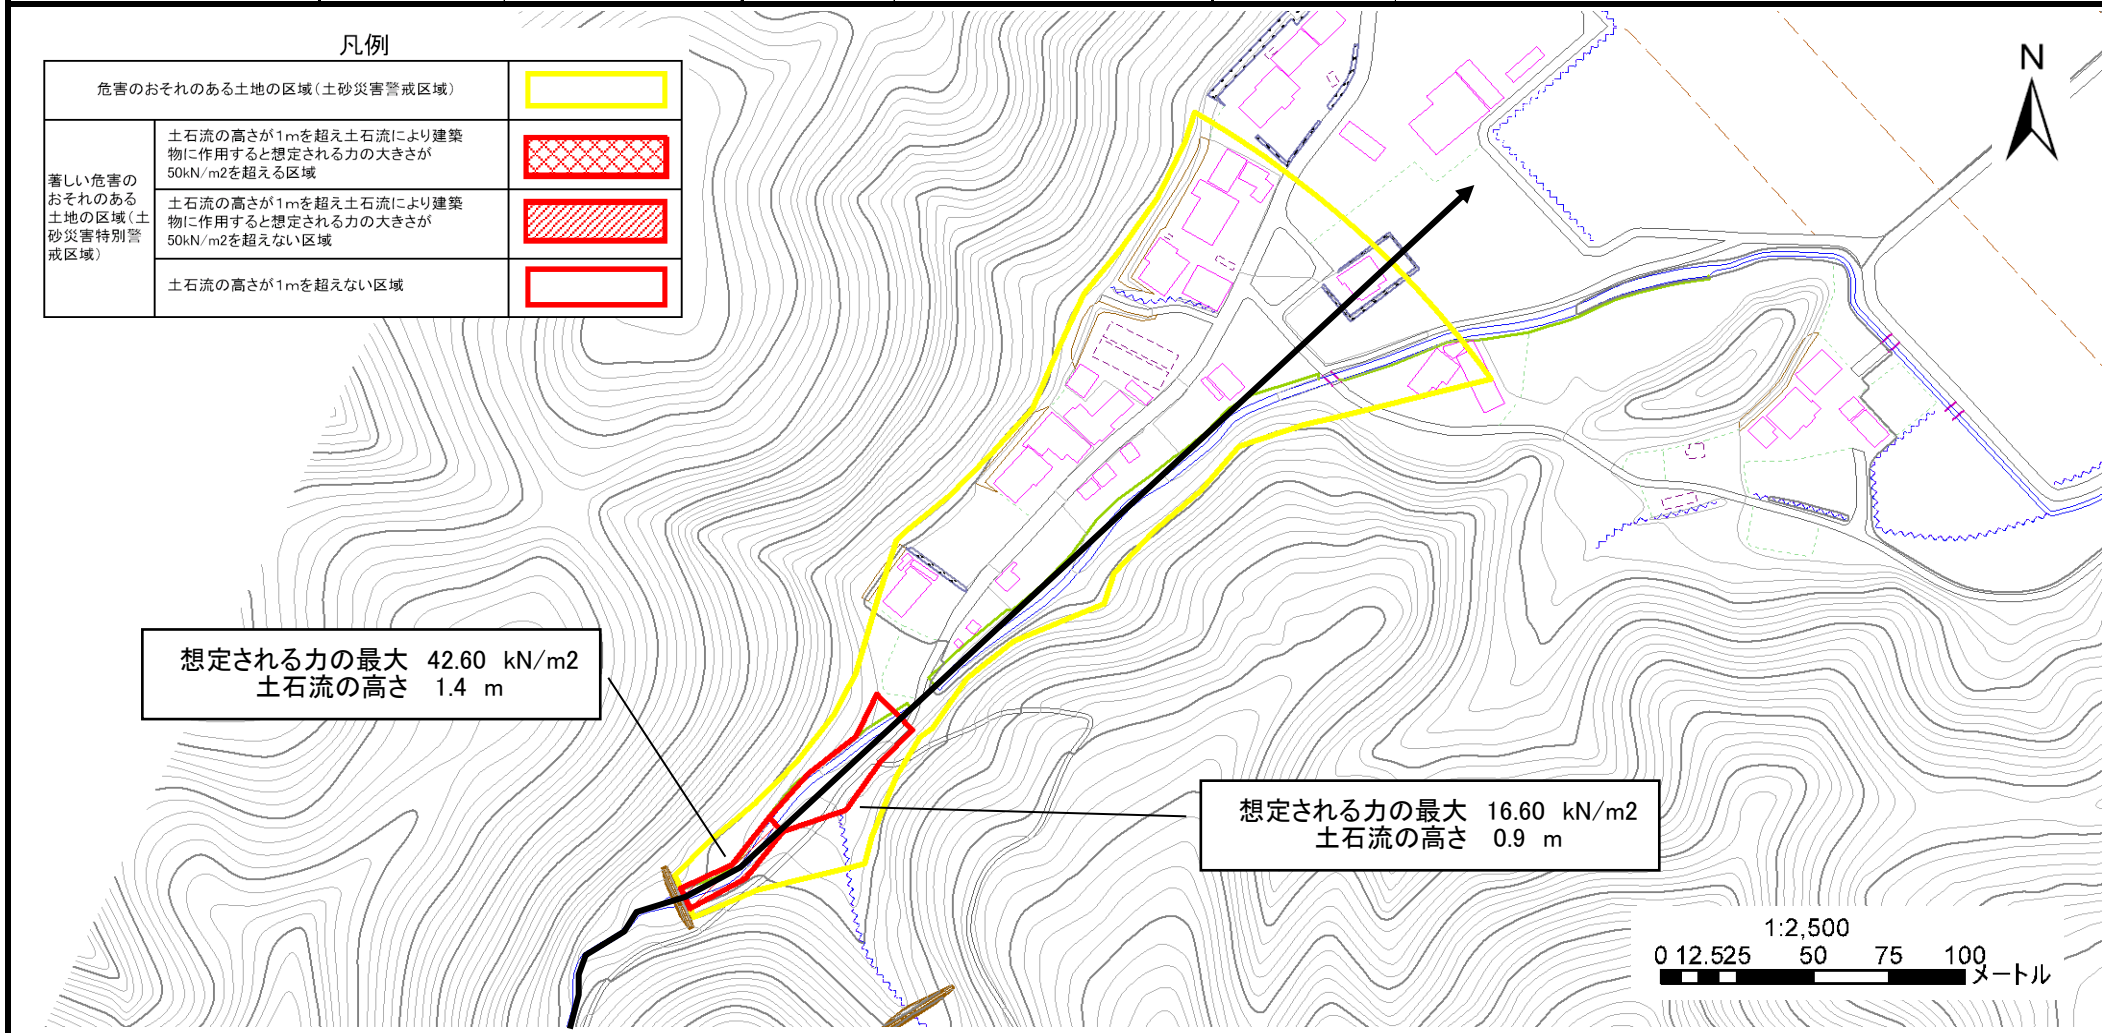 凡例
危害のおそれのある土地の区域(土砂災害警戒区域)
著しい危害の
おそれのある
土地の区域(土
砂災害特別警
戒区域)
土石流の高さが1mを超え土石流により建築
物に作用すると想定される力の大きさが
50kN/m2を超える区域
土石流の高さが1mを超え土石流により建築
物に作用すると想定される力の大きさが
50kN/m2を超えない区域
土石流の高さが1mを超えない区域
N
想定される力の最大 42.60 kN/m2
土石流の高さ 1.4 m
想定される力の最大 16.60 kN/m2
土石流の高さ 0.9 m
1:2,500
0 12.525 50 75 100
メートル